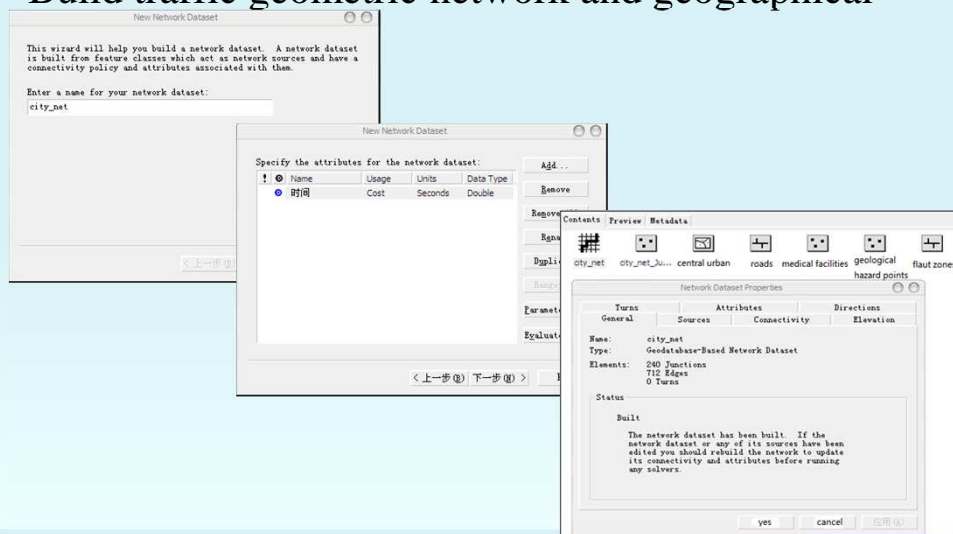 Build traffic geometric network and geographical
New Network Dataset
This wizard will help you build a network dataset. A network dataset
is built from feature classes which act as network sources and have a
connectivity policy and attributes associated with them.
Enter a name for your network dataset:
city_net
< 上一步(B)
New Network Dataset
Specify the attributes for the network dataset:
! Name Usage Units Data Type
时间 Cost Seconds Double
Add...
Remove
< 上一步(B) 下一步(N) >
Contents Preview Metadata
city_net city_net_Ju... central urban roads medical facilities geological
hazard points
flaut zone
Network Dataset Properties
Turns Attributes Directions
General Sources Connectivity Elevation
Name: city_net
Type: Geodatabase-Based Network Dataset
Elements: 240 Junctions
712 Edges
0 Turns
Status
Built
The network dataset has been built. If the
network dataset or any of its sources have been
edited you should rebuild the network to update
its connectivity and attributes before running
any solvers.
yes cancel 应用(A)